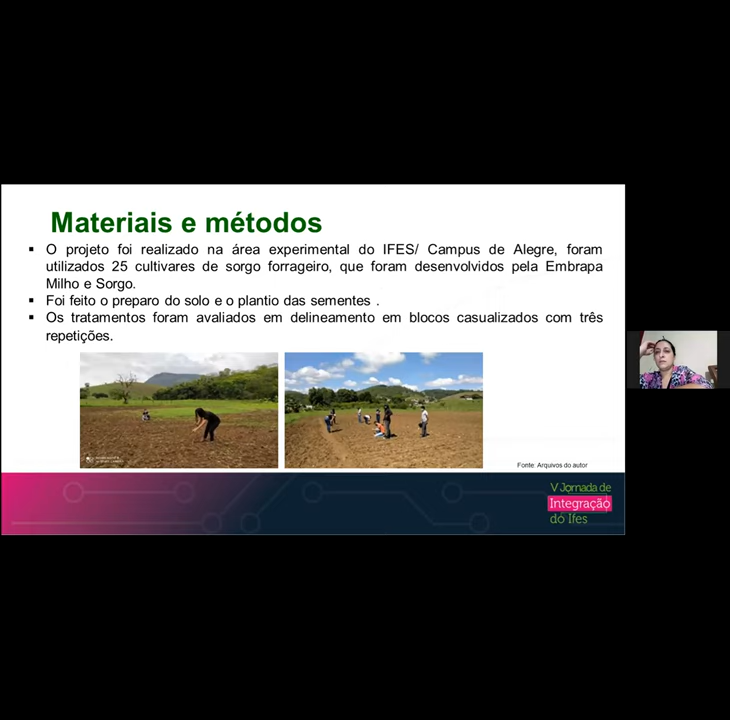 Materiais e métodos
▪ O projeto foi realizado na área experimental do IFES/ Campus de Alegre, foram
utilizados 25 cultivares de sorgo forrageiro, que foram desenvolvidos pela Embrapa
Milho e Sorgo.
▪ Foi feito o preparo do solo e o plantio das sementes .
▪ Os tratamentos foram avaliados em delineamento em blocos casualizados com três
repetições.
Fonte Arquivos do autor
V Jornada de
Integração
do Ifes